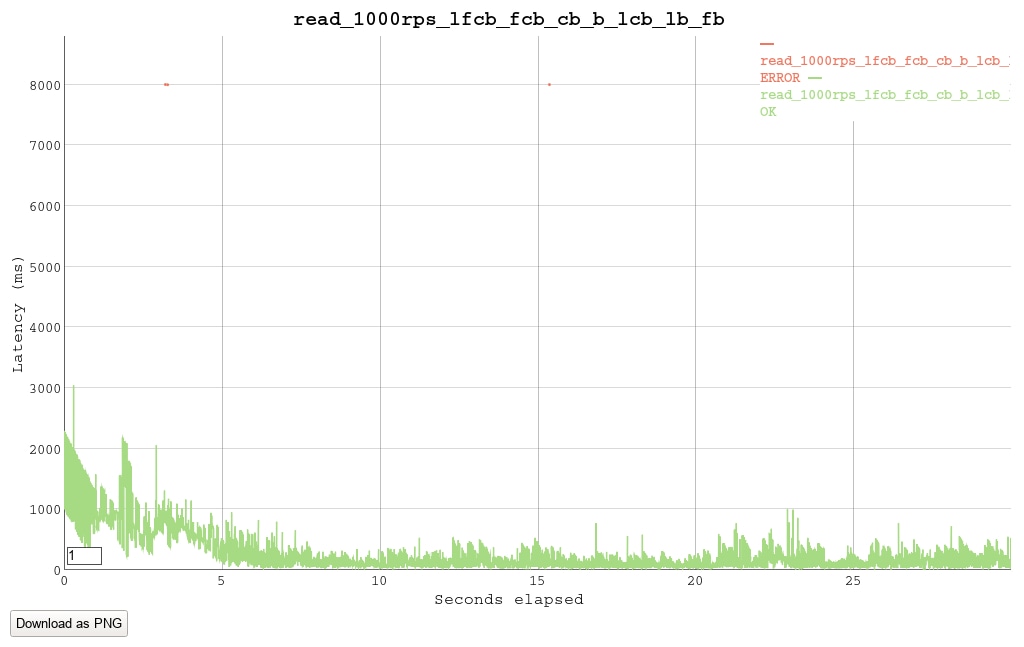 read_1000rps_lfcb_fcb_cb_b_lcb_lb_fb
read_1000rps_lfcb_fcb_cb_b_lcb_
ERROR
read_1000rps_lfcb_fcb_cb_b_lcb_
OK
8000
7000
6000
5000
4000
3000
2000
1000
0
Latency (ms)
1
0 5 10 15 20 25
Seconds elapsed
Download as PNG